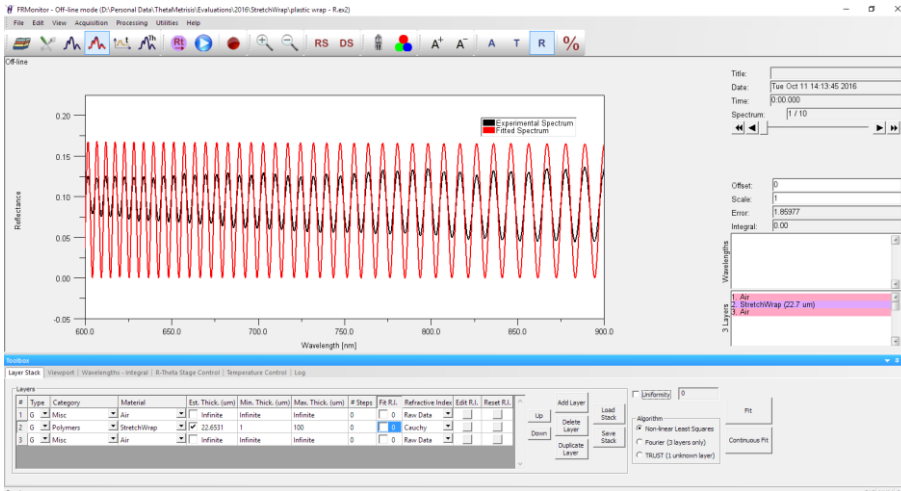 FRMonitor - Off-line mode (D:\Personal Data\ThetaMetrisis\Evaluations\2016\StretchWrap\plastic wrap - R.ex2)
File Edit View Acquisition Processing Utilities Help
Rt RS DS A+ A- A T R %
Off-line
Title:
Date: Tue Oct 11 14:13:45 2016
Time: 0:00.000
Spectrum: 1 / 10
Experimental Spectrum
Fitted Spectrum
0.20
0.15
0.10
0.05
0.00
-0.05
Reflectance
600.0 650.0 700.0 750.0 800.0 850.0 900.0
Wavelength [nm]
Offset: 0
Scale: 1
Error: 1.85977
Integral: 0.00
Wavelengths
3 Layers
1. Air
2. StretchWrap (22.7 um)
3. Air
Toolbox
Layer Stack | Viewport | Wavelengths - Integral | R-Theta Stage Control | Temperature Control | Log
Layers
# Type Category Material Est. Thick. (um) Min. Thick. (um) Max. Thick. (um) # Steps Fit R.I. Refractive Index Edit R.I. Reset R.I.
1 G Misc Air Infinite Infinite Infinite 0 0 Raw Data
2 G Polymers StretchWrap 22.6531 1 100 0 0 Cauchy
3 G Misc Air Infinite Infinite Infinite 0 0 Raw Data
Up
Down
Add Layer
Delete Layer
Duplicate Layer
Load Stack
Save Stack
Uniformity 0
Algorithm
Non-linear Least Squares
Fourier (3 layers only)
TRUST (1 unknown layer)
Fit
Continuous Fit